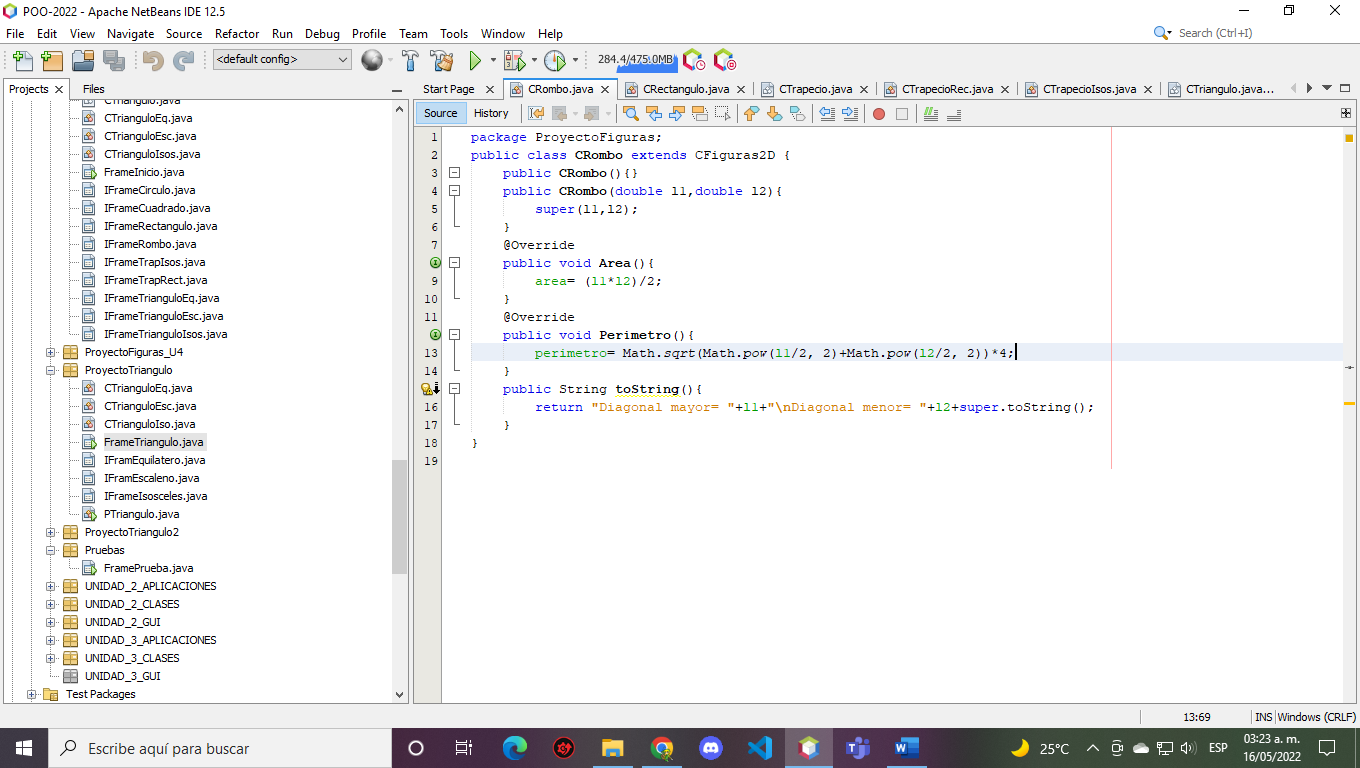 POO-2022 - Apache NetBeans IDE 12.5
File Edit View Navigate Source Refactor Run Debug Profile Team Tools Window Help
Search (Ctrl+I)
<default config>
284.4/475.0MB
Projects
Files
CTriangulo.java
CTrianguloEq.java
CTrianguloEsc.java
CTrianguloIsos.java
FrameInicio.java
IFrameCirculo.java
IFrameCuadrado.java
IFrameRectangulo.java
IFrameRombo.java
IFrameTrapIsos.java
IFrameTrapRect.java
IFrameTrianguloEq.java
IFrameTrianguloEsc.java
IFrameTrianguloIsos.java
ProyectoFiguras_U4
ProyectoTriangulo
CTrianguloEq.java
CTrianguloEsc.java
CTrianguloIso.java
FrameTriangulo.java
IFramEquilatero.java
IFramEscaleno.java
IFrameIsosceles.java
PTriangulo.java
ProyectoTriangulo2
Pruebas
FramePrueba.java
UNIDAD_2_APLICACIONES
UNIDAD_2_CLASES
UNIDAD_2_GUI
UNIDAD_3_APLICACIONES
UNIDAD_3_CLASES
UNIDAD_3_GUI
Test Packages
Start Page CRombo.java CRectangulo.java CTrapecio.java CTrapecioRec.java CTrapecioIsos.java CTriangulo.java...
Source History
1 package ProyectoFiguras;
2 public class CRombo extends CFiguras2D {
3 public CRombo(){}
4 public CRombo(double l1,double l2){
5 super(l1,l2);
6 }
7 @Override
public void Area(){
9 area= (l1*l2)/2;
10 }
11 @Override
public void Perimetro(){
13 perimetro= Math.sqrt(Math.pow(l1/2, 2)+Math.pow(l2/2, 2))*4;
14 }
public String toString(){
16 return "Diagonal mayor= "+l1+"\nDiagonal menor= "+l2+super.toString();
17 }
18 }
19
13:69 INS Windows (CRLF)
Escribe aquí para buscar
25°C
ESP
03:23 a. m.
16/05/2022